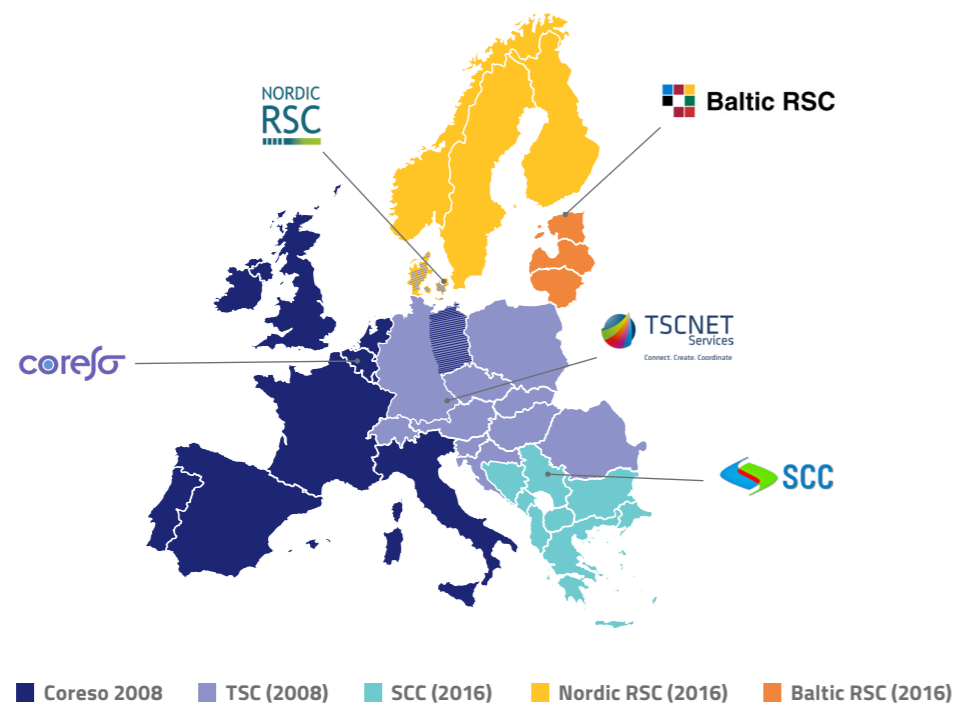 NORDIC
RSC
Baltic RSC
TSCNET
Services
Connect. Create. Coordinate
coreso
SCC
Coreso 2008
TSC (2008)
SCC (2016)
Nordic RSC (2016)
Baltic RSC (2016)